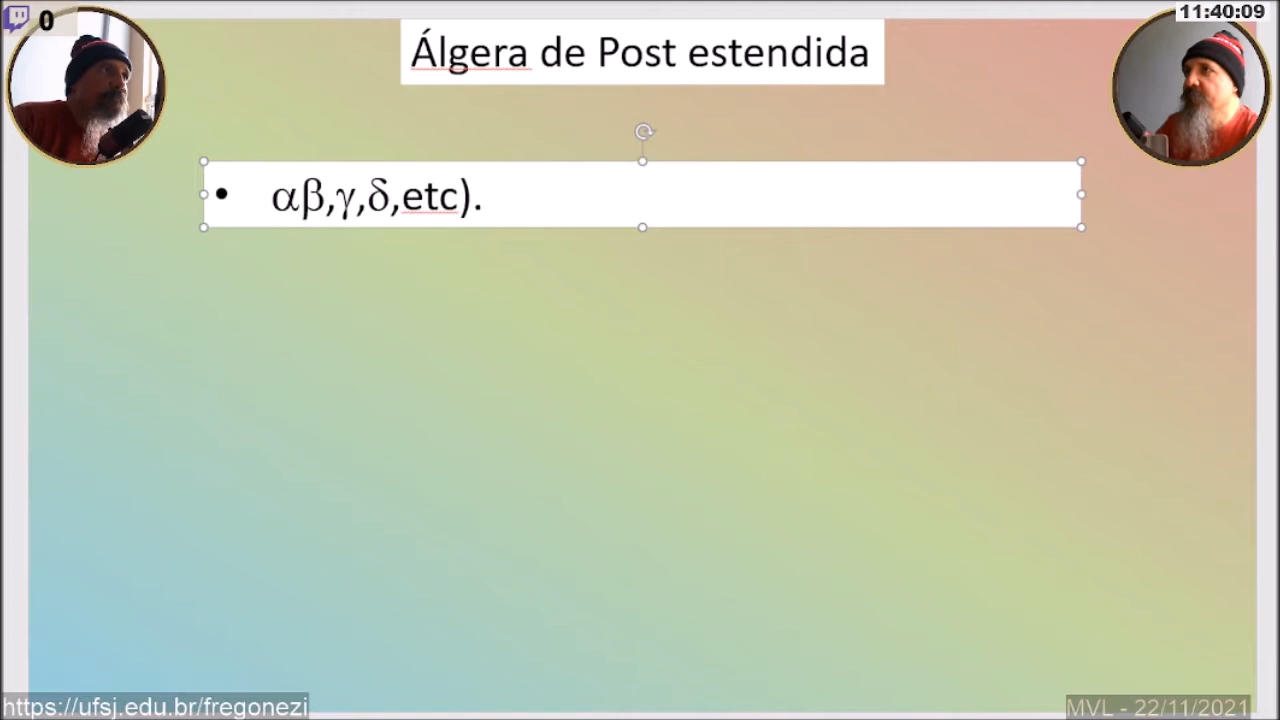 0
11:40:09
Álgera de Post estendida
• αβ,γ,δ,etc).
https://ufsj.edu.br/fregonezi
MVL - 22/11/2021